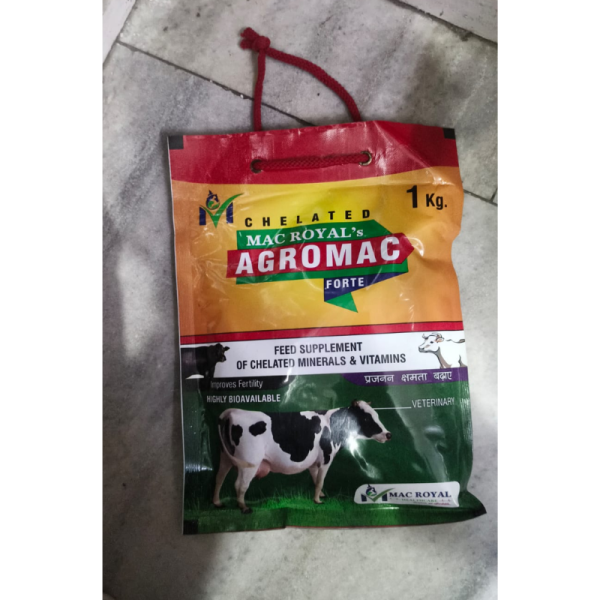 CHELATED
1 Kg.
MAC ROYAL's
AGROMAC
FORTE
FEED SUPPLEMENT
OF CHELATED MINERALS & VITAMINS
Improves Fertility
प्रजनन क्षमता बढ़ाए
HIGHLY BIOAVAILABLE
VETERINARY
MAC ROYAL